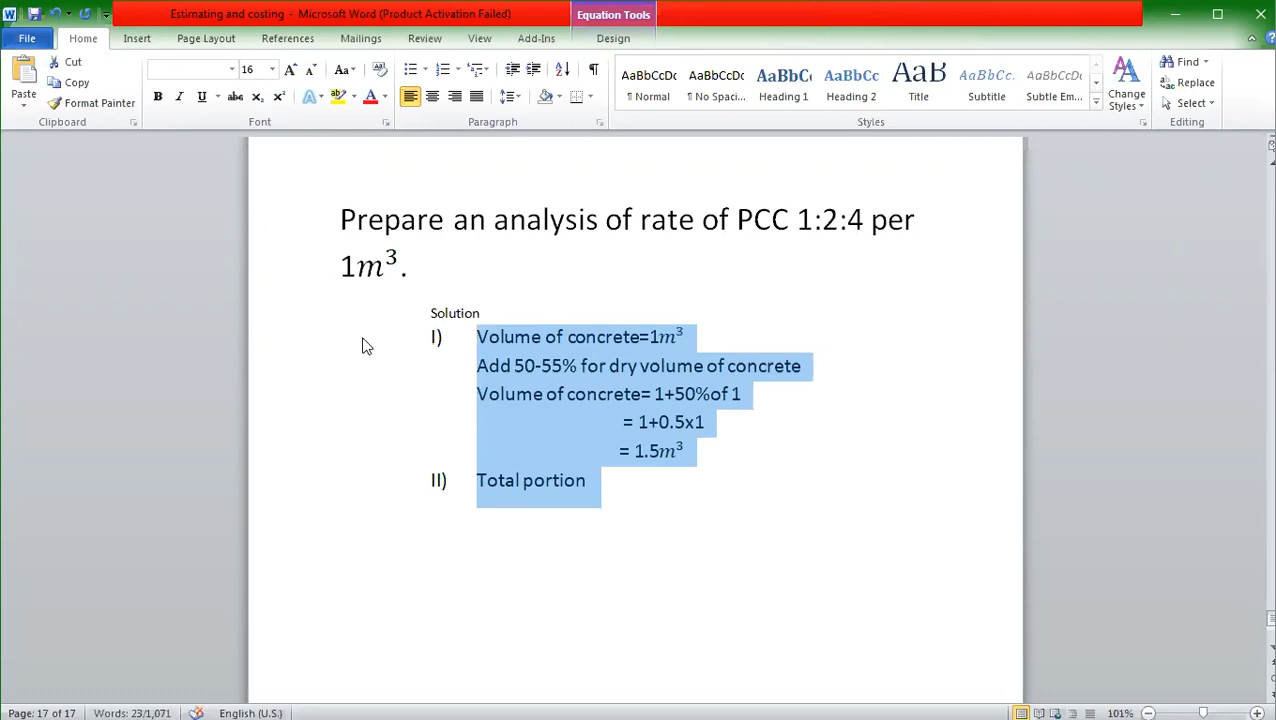 Estimating and costing - Microsoft Word (Product Activation Failed)
Equation Tools
File Home Insert Page Layout References Mailings Review View Add-Ins Design
Paste
Cut
Copy
Format Painter
Clipboard
16
Font
Paragraph
AaBbCcDc AaBbCcDc AaBbC AaBbCc AaB AaBbCc. AaBbCcDc
¶ Normal ¶ No Spaci... Heading 1 Heading 2 Title Subtitle Subtle Em...
Change Styles
Styles
Find
Replace
Select
Editing
Prepare an analysis of rate of PCC 1:2:4 per
1m³.
Solution
I) Volume of concrete=1m³
Add 50-55% for dry volume of concrete
Volume of concrete= 1+50%of 1
= 1+0.5x1
= 1.5m³
II) Total portion
Page: 17 of 17 Words: 23/1,071 English (U.S.) 101%